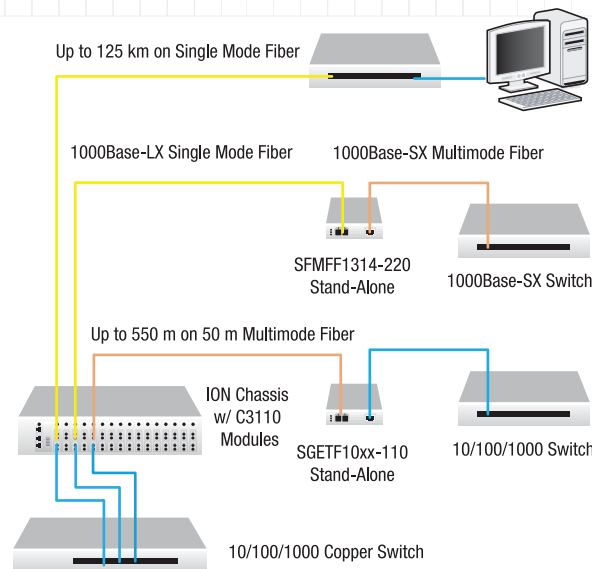 Up to 125 km on Single Mode Fiber
1000Base-LX Single Mode Fiber
1000Base-SX Multimode Fiber
SFMFF1314-220
Stand-Alone
1000Base-SX Switch
Up to 550 m on 50 m Multimode Fiber
ION Chassis
w/ C3110
Modules
SGETF10xx-110
Stand-Alone
10/100/1000 Switch
10/100/1000 Copper Switch